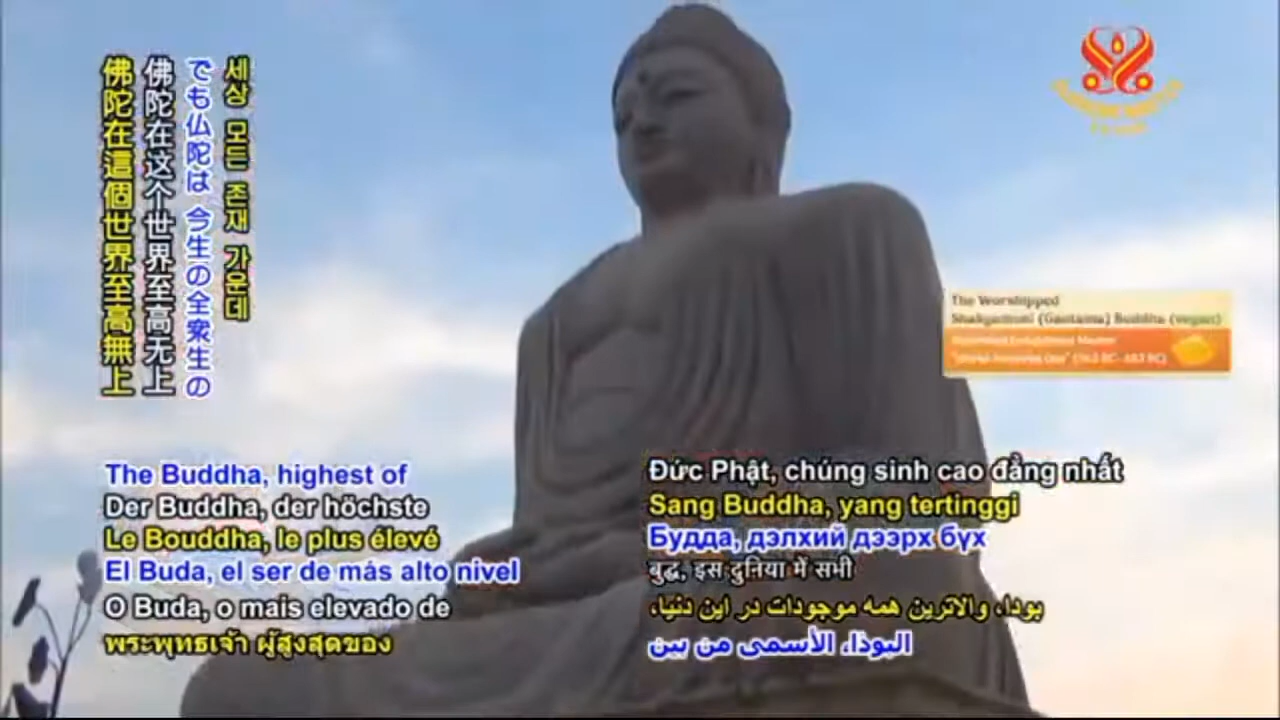 세상 모든 존재 가운데
でも仏陀は 今生の全衆生の
佛陀在这个世界至高无上
佛陀在這個世界至高無上
The Worshipped
Shakyamuni (Gautama) Buddha (vegan)
The Buddha, highest of
Der Buddha, der höchste
Le Bouddha, le plus élevé
El Buda, el ser de más alto nivel
O Buda, o mais elevado de
พระพุทธเจ้า ผู้สูงสุดของ
Đức Phật, chúng sinh cao đẳng nhất
Sang Buddha, yang tertinggi
Будда, дэлхий дээрх бүх
बुद्ध, इस दुनिया में सभी
بودا، والاترین همه موجودات در این دنیا،
البوذا، الأسمى من بين